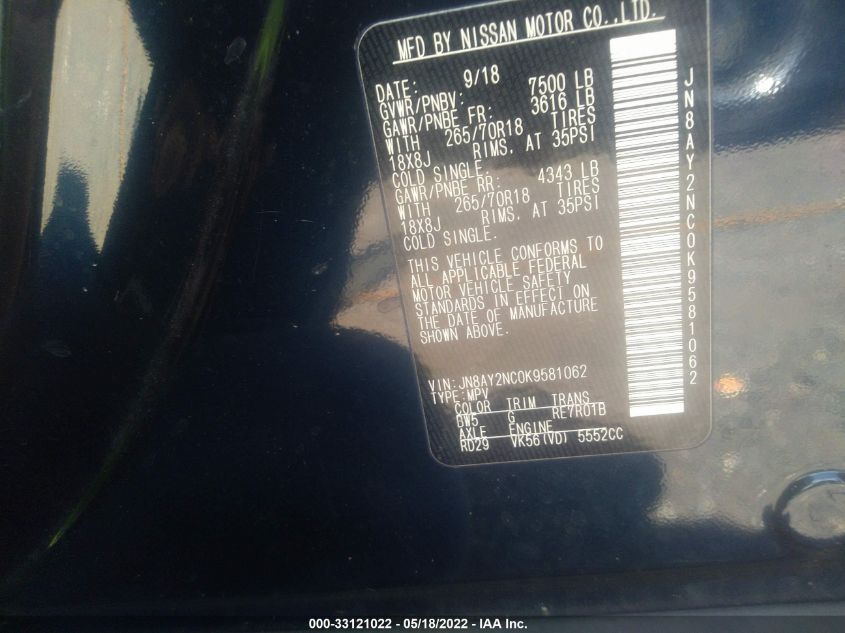 MFD BY NISSAN MOTOR CO.,LTD.
DATE: 9/18
GVWR/PNBV: 7500 LB
GAWR/PNBE FR: 3616 LB
WITH 265/70R18 TIRES
18X8J RIMS, AT 35PSI
COLD SINGLE.
GAWR/PNBE RR: 4343 LB
WITH 265/70R18 TIRES
18X8J RIMS, AT 35PSI
COLD SINGLE.
THIS VEHICLE CONFORMS TO
ALL APPLICABLE FEDERAL
MOTOR VEHICLE SAFETY
STANDARDS IN EFFECT ON
THE DATE OF MANUFACTURE
SHOWN ABOVE.
VIN:JN8AY2NC0K9581062
TYPE:MPV
COLOR TRIM TRANS
BW5 G RE7R01B
AXLE ENGINE
RD29 VK56(VD) 5552CC
JN8AY2NC0K9581062
000-33121022 - 05/18/2022 - IAA Inc.